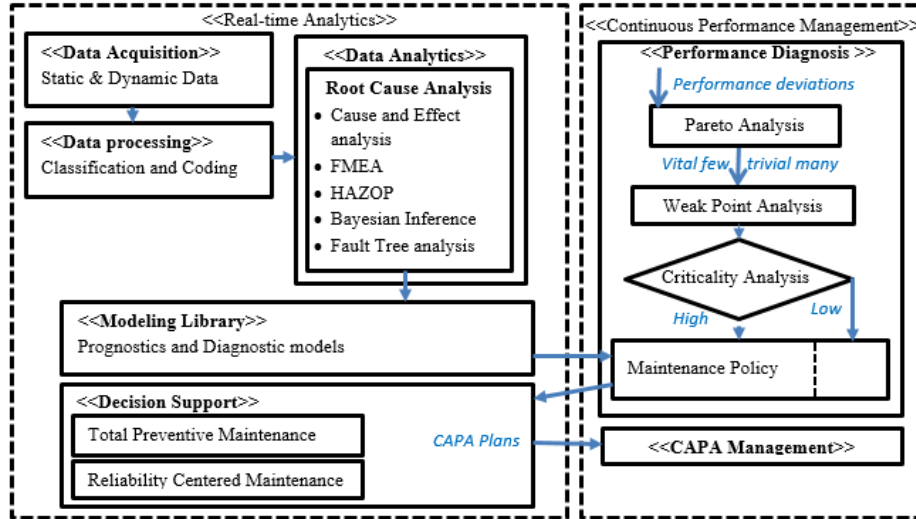 <<Real-time Analytics>>
<<Data Acquisition>>
Static & Dynamic Data
<<Data processing>>
Classification and Coding
<<Data Analytics>>
Root Cause Analysis
• Cause and Effect
analysis
• FMEA
• HAZOP
• Bayesian Inference
• Fault Tree analysis
<<Modeling Library>>
Prognostics and Diagnostic models
<<Decision Support>>
Total Preventive Maintenance
Reliability Centered Maintenance
CAPA Plans
<<Continuous Performance Management>>
<<Performance Diagnosis >>
Performance deviations
Pareto Analysis
Vital few, trivial many
Weak Point Analysis
Criticality Analysis
High
Low
Maintenance Policy
<<CAPA Management>>